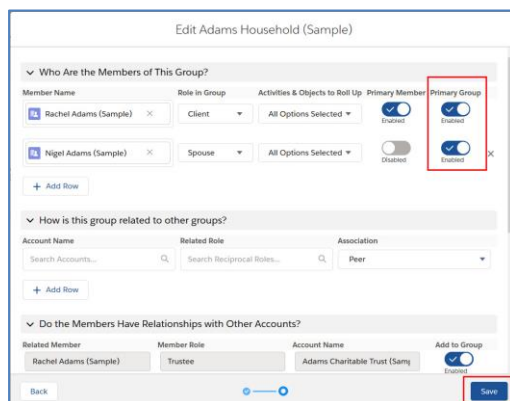 Edit Adams Household (Sample)
Who Are the Members of This Group?
Member Name Role in Group Activities & Objects to Roll Up Primary Member Primary Group
Rachel Adams (Sample) Client All Options Selected Enabled Enabled
Nigel Adams (Sample) Spouse All Options Selected Disabled Enabled
+ Add Row
How is this group related to other groups?
Account Name Related Role Association
Search Accounts... Search Reciprocal Roles... Peer
+ Add Row
Do the Members Have Relationships with Other Accounts?
Related Member Member Role Account Name Add to Group
Rachel Adams (Sample) Trustee Adams Charitable Trust (Samp Enabled
Back Save